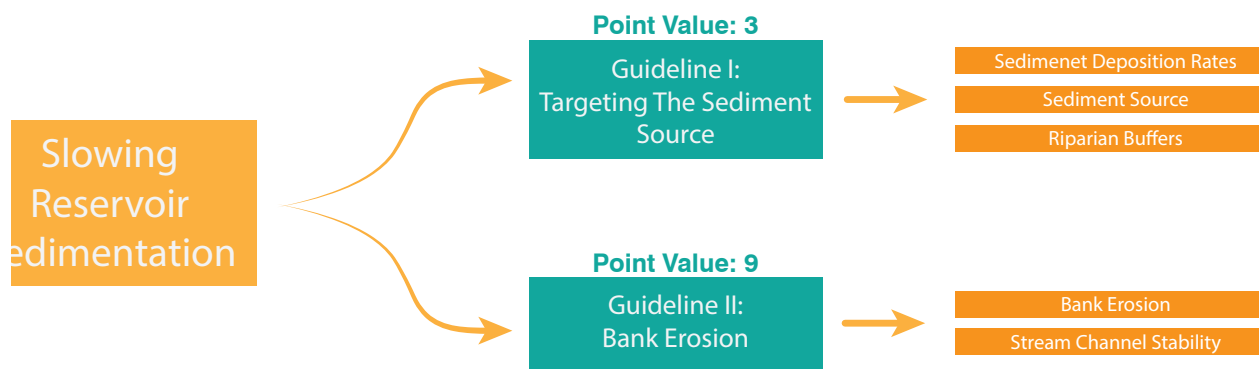 Slowing
Reservoir
edimentation
Point Value: 3
Guideline I:
Targeting The Sediment
Source
Sedimenet Deposition Rates
Sediment Source
Riparian Buffers
Point Value: 9
Guideline II:
Bank Erosion
Bank Erosion
Stream Channel Stability